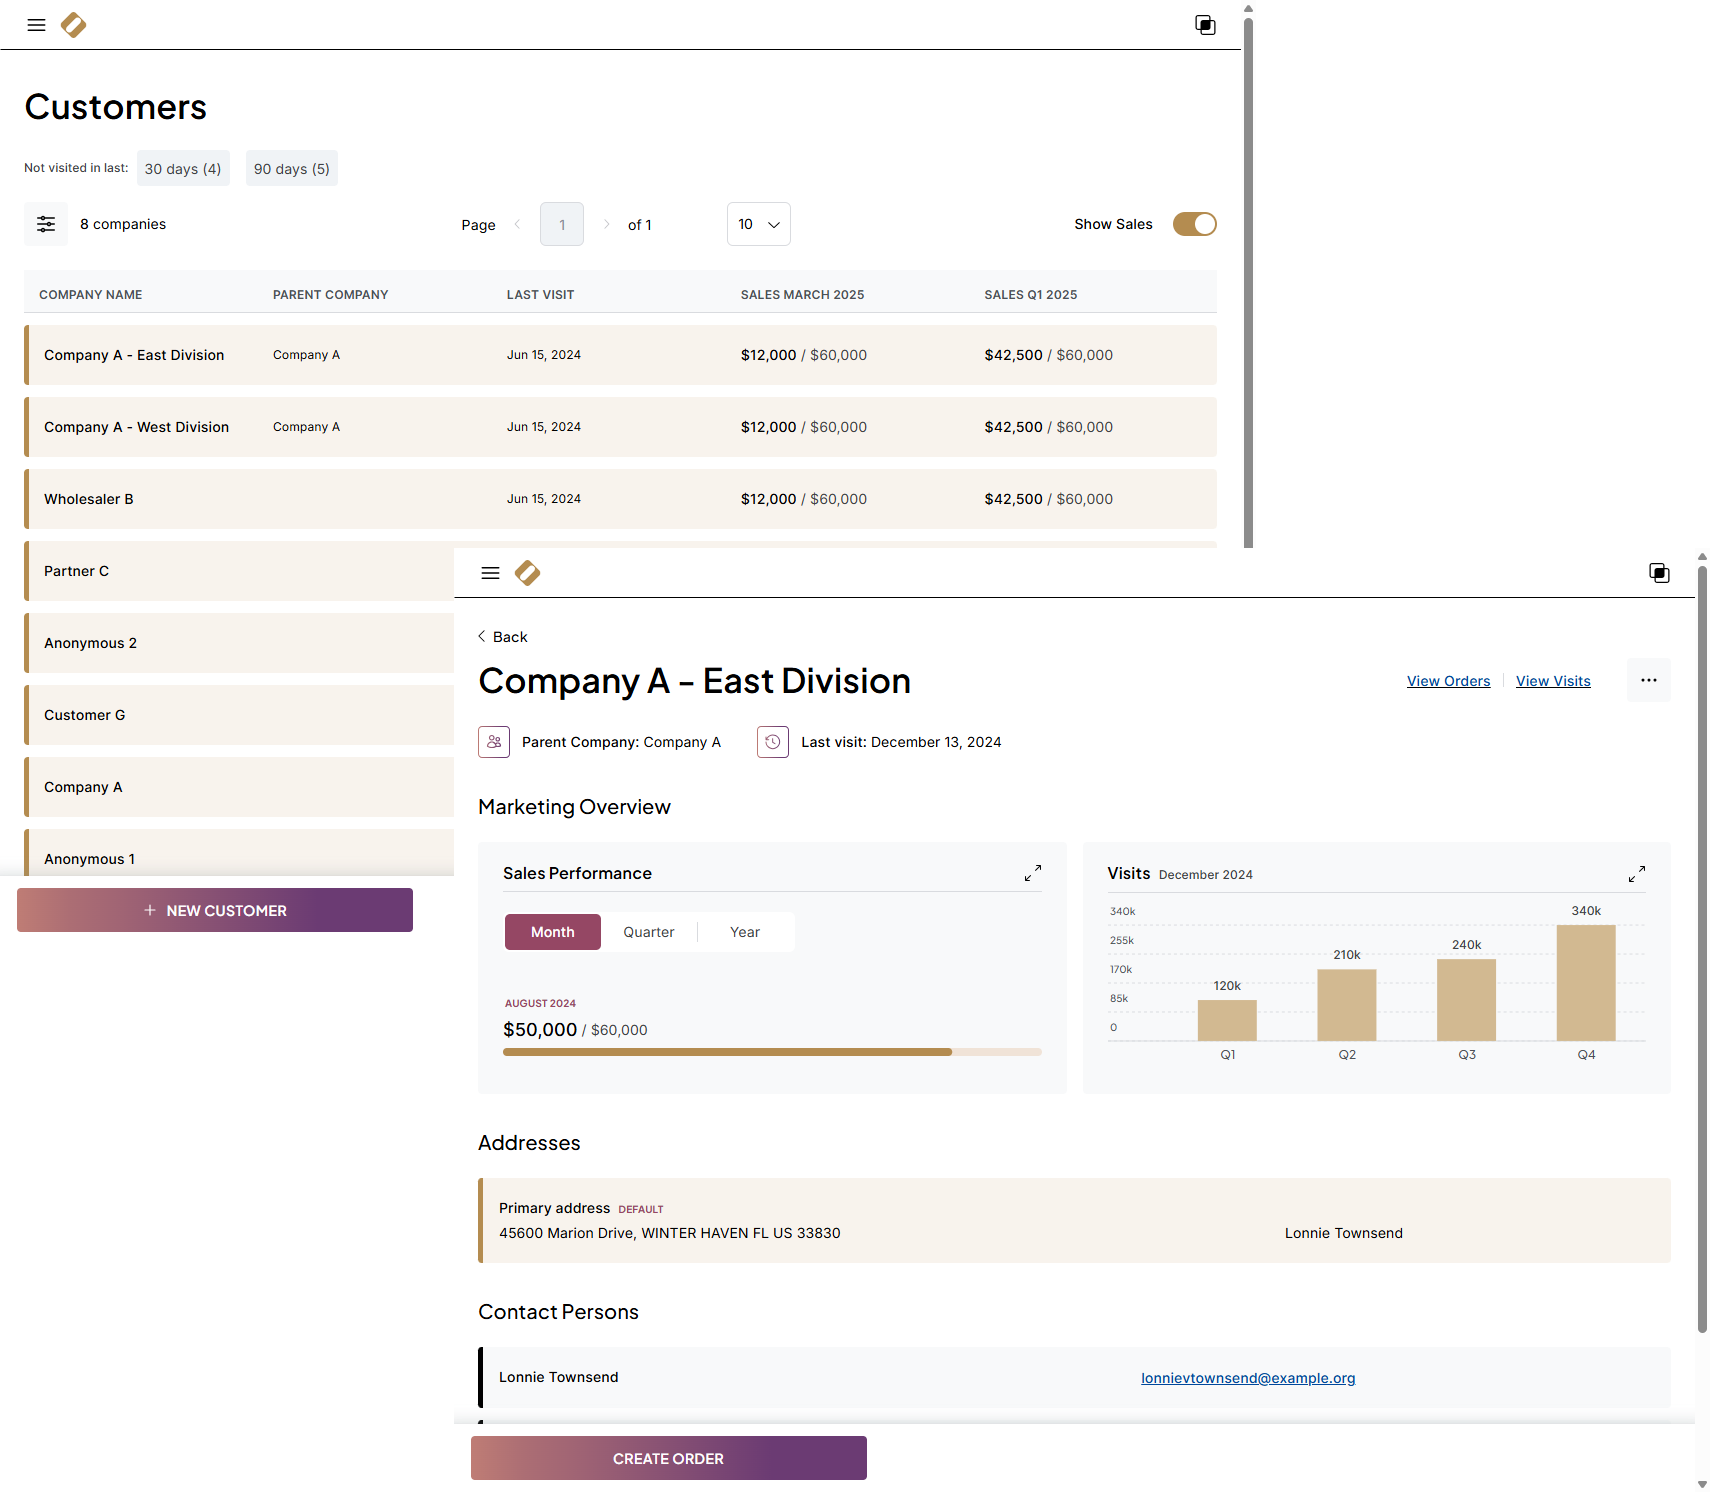 Customers
Not visited in last: 30 days (4) 90 days (5)
8 companies Page 1 of 1 10 Show Sales
COMPANY NAME PARENT COMPANY LAST VISIT SALES MARCH 2025 SALES Q1 2025
Company A - East Division Company A Jun 15, 2024 $12,000 / $60,000 $42,500 / $60,000
Company A - West Division Company A Jun 15, 2024 $12,000 / $60,000 $42,500 / $60,000
Wholesaler B Jun 15, 2024 $12,000 / $60,000 $42,500 / $60,000
Partner C
Anonymous 2
Customer G
Company A
Anonymous 1
+ NEW CUSTOMER
Back
Company A - East Division View Orders View Visits
Parent Company: Company A Last visit: December 13, 2024
Marketing Overview
Sales Performance
Month Quarter Year
AUGUST 2024
$50,000 / $60,000
Visits December 2024
340k
255k
170k
85k
0
120k
210k
240k
340k
Q1 Q2 Q3 Q4
Addresses
Primary address DEFAULT
45600 Marion Drive, WINTER HAVEN FL US 33830 Lonnie Townsend
Contact Persons
Lonnie Townsend lonnievtownsend@example.org
CREATE ORDER